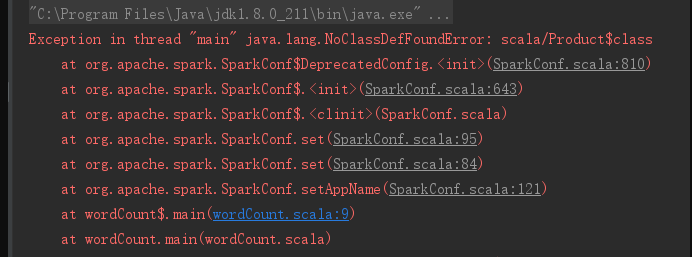 "C:\Program Files\Java\jdk1.8.0_211\bin\java.exe" ...
Exception in thread "main" java.lang.NoClassDefFoundError: scala/Product$class
at org.apache.spark.SparkConf$DeprecatedConfig.<init>(SparkConf.scala:810)
at org.apache.spark.SparkConf$.<init>(SparkConf.scala:643)
at org.apache.spark.SparkConf$.<clinit>(SparkConf.scala)
at org.apache.spark.SparkConf.set(SparkConf.scala:95)
at org.apache.spark.SparkConf.set(SparkConf.scala:84)
at org.apache.spark.SparkConf.setAppName(SparkConf.scala:121)
at wordCount$.main(wordCount.scala:9)
at wordCount.main(wordCount.scala)